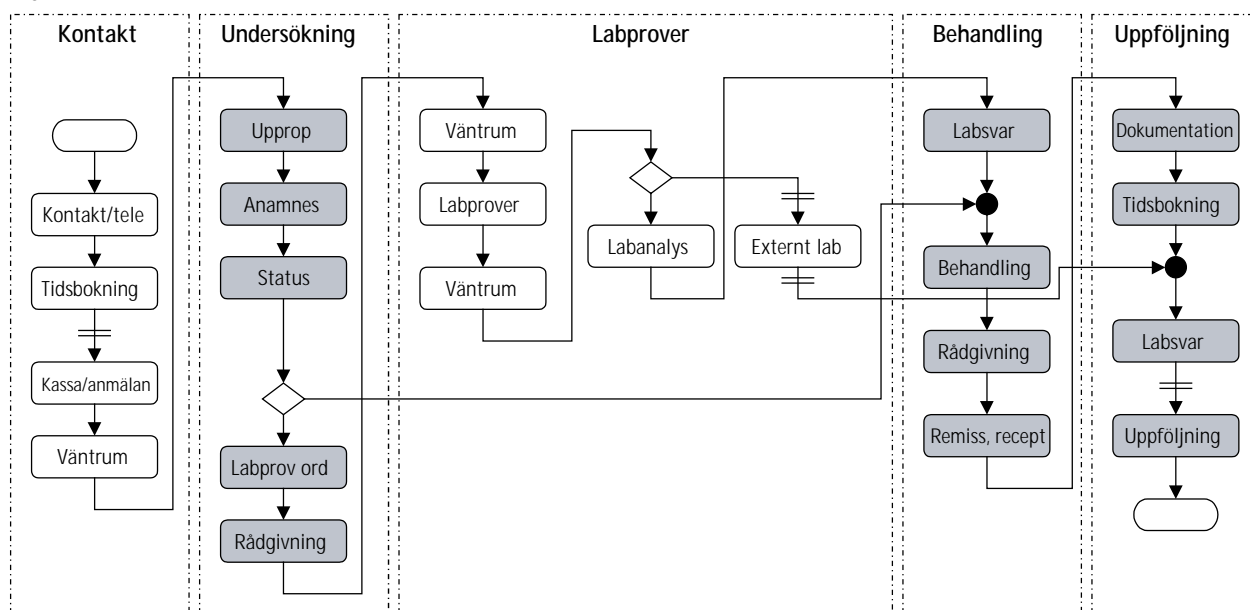 Kontakt
Kontakt/tele
Tidsbokning
Kassa/anmälan
Väntrum
Undersökning
Upprop
Anamnes
Status
Labprov ord
Rådgivning
Labprover
Väntrum
Labprover
Väntrum
Labanalys
Externt lab
Behandling
Labsvar
Behandling
Rådgivning
Remiss, recept
Uppföljning
Dokumentation
Tidsbokning
Labsvar
Uppföljning